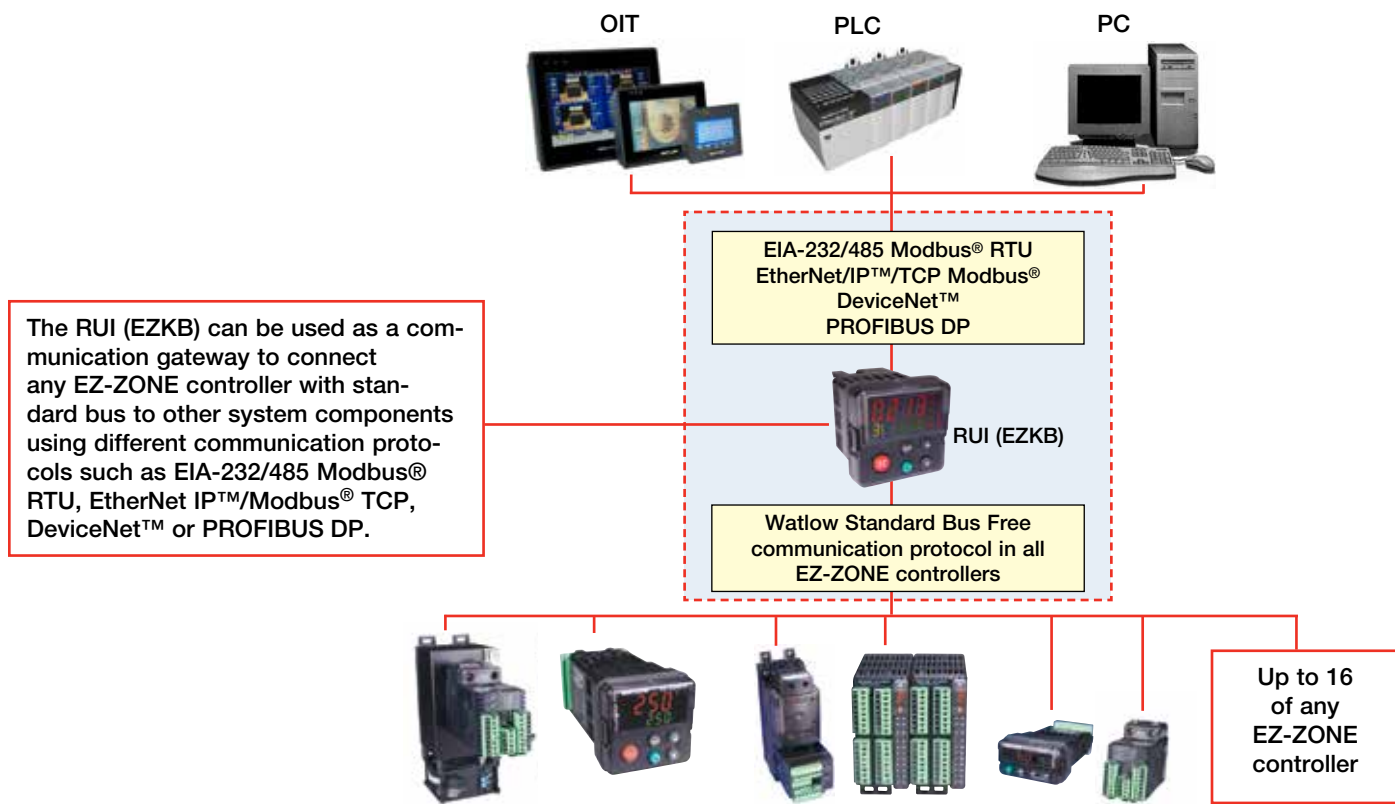 OIT
PLC
PC
EIA-232/485 Modbus® RTU
EtherNet/IP™/TCP Modbus®
DeviceNet™
PROFIBUS DP
The RUI (EZKB) can be used as a com-
munication gateway to connect
any EZ-ZONE controller with stan-
dard bus to other system components
using different communication proto-
cols such as EIA-232/485 Modbus®
RTU, EtherNet IP™/Modbus® TCP,
DeviceNet™ or PROFIBUS DP.
RUI (EZKB)
Watlow Standard Bus Free
communication protocol in all
EZ-ZONE controllers
250
250
Up to 16
of any
EZ-ZONE
controller